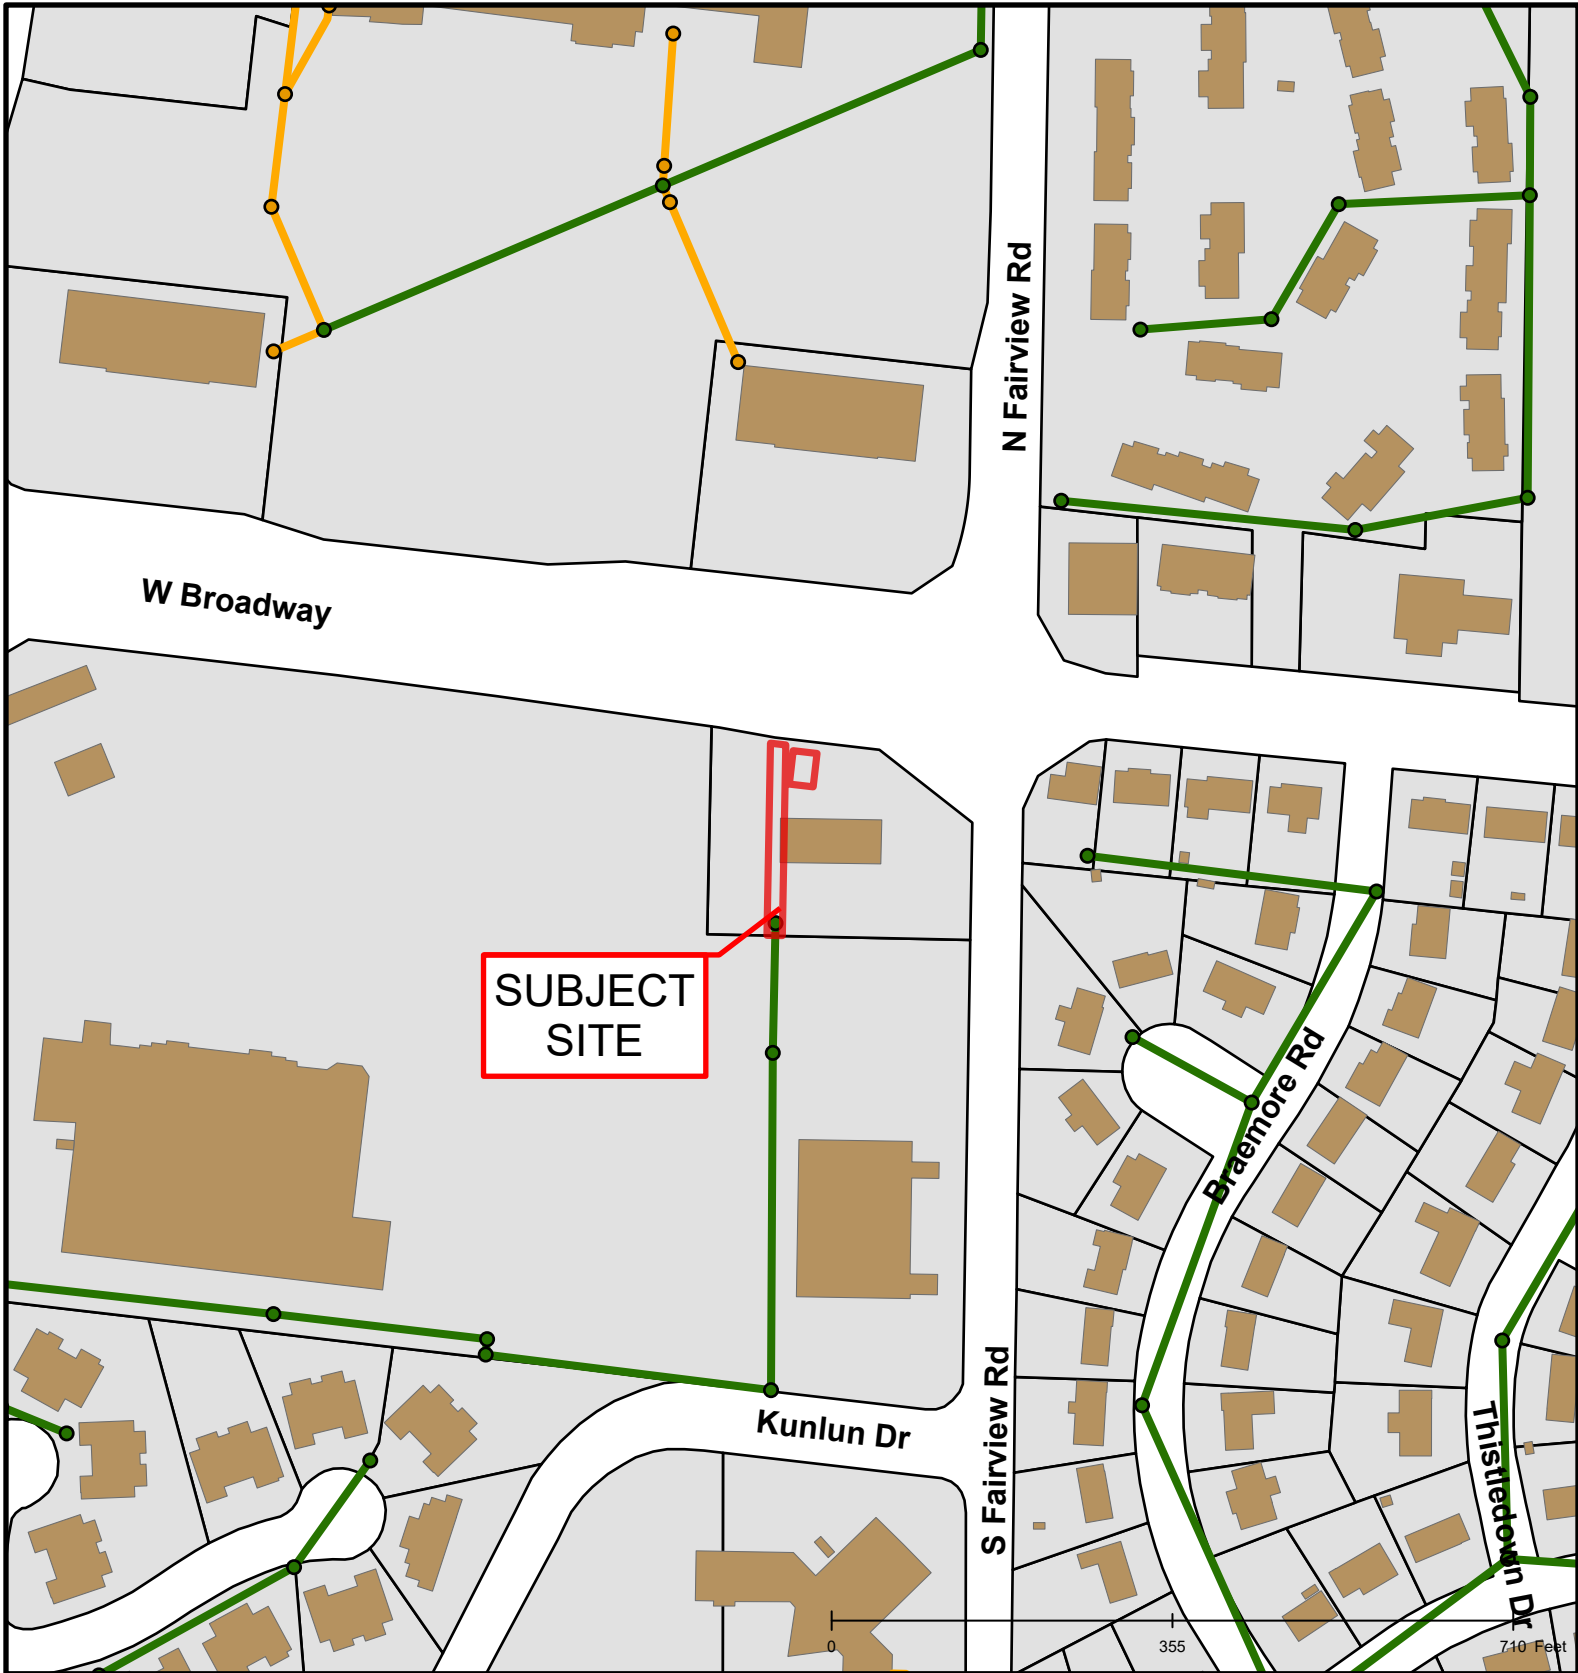 N Fairview Rd
W Broadway
SUBJECT
SITE
Braemore Rd
S Fairview Rd
Kunlun Dr
Thistledown Dr
0 355 710 Feet